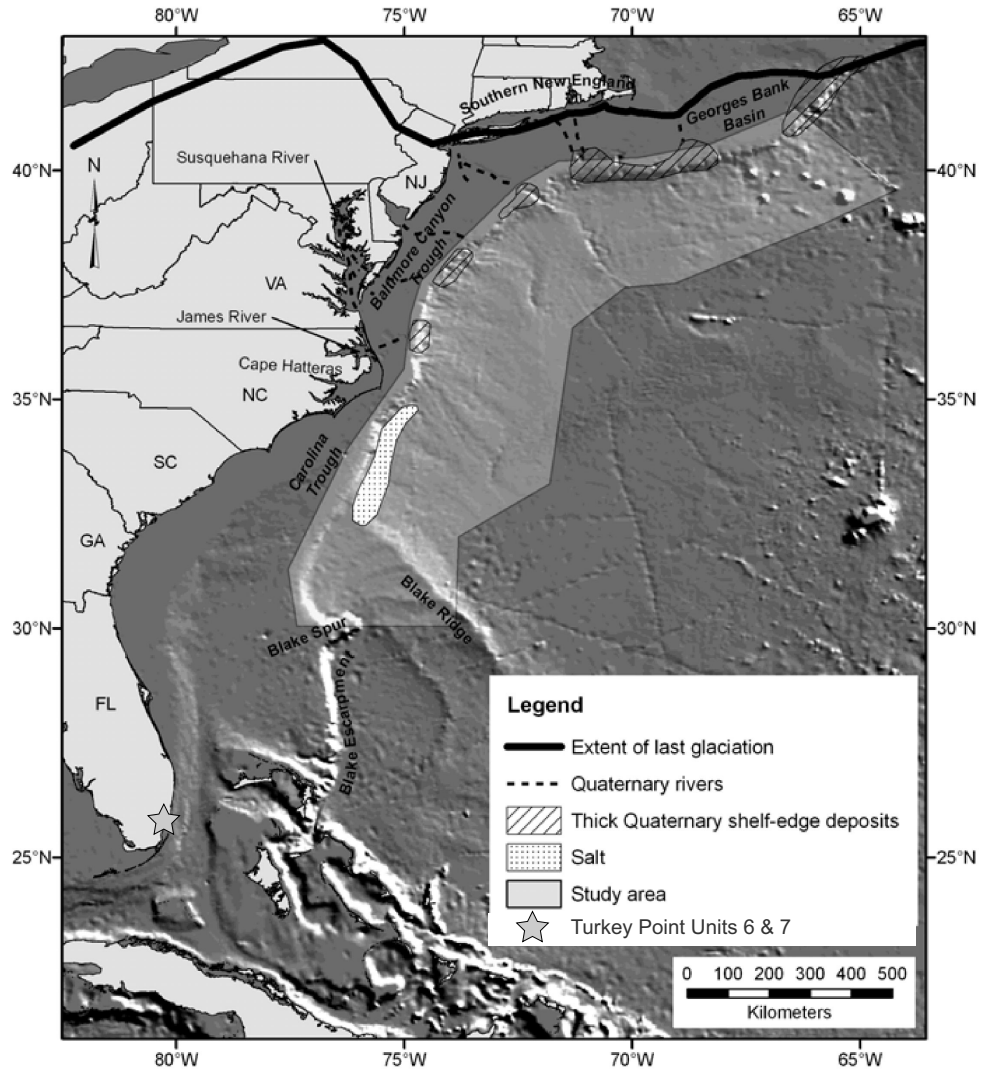 80°W 75°W 70°W 65°W
Southern New England
Georges Bank
Basin
40°N 40°N
N
Susquehana River
NJ
Baltimore Canyon
Trough
VA
James River
Cape Hatteras
35°N 35°N
NC
Carolina
Trough
SC
GA
Blake Ridge
30°N 30°N
Blake Spur
Blake Escarpment
FL
25°N 25°N
Legend
Extent of last glaciation
Quaternary rivers
Thick Quaternary shelf-edge deposits
Salt
Study area
Turkey Point Units 6 & 7
0 100 200 300 400 500
Kilometers
80°W 75°W 70°W 65°W